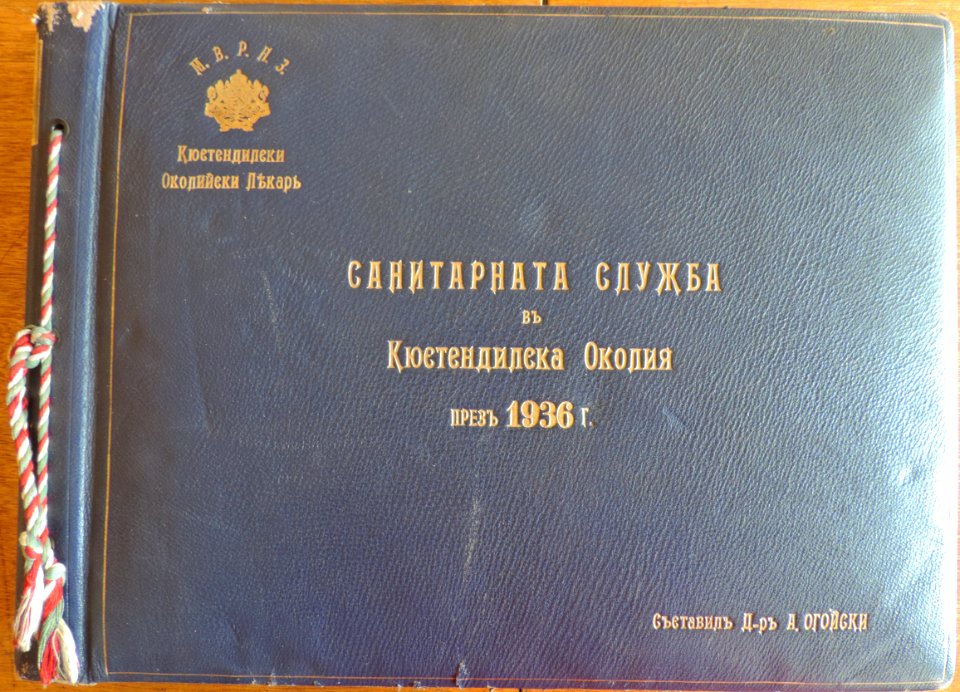 М. В. Р. Н. З.
Кюстендилски
Околийски Лѣкарь
САНИТАРНАТА СЛУЖБА
въ
Кюстендилска Околия
ПРЕЗЪ 1936 Г.
Съставилъ Д-ръ А. ОГОЙСКИ